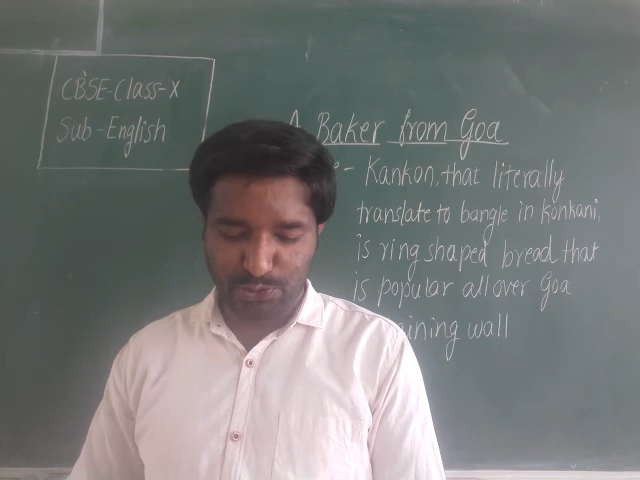 CBSE-Class-X
Sub-English
A Baker from Goa
- Kankon, that literally
translate to bangle in Konkani,
is ring shaped bread that
is popular all over Goa
wall